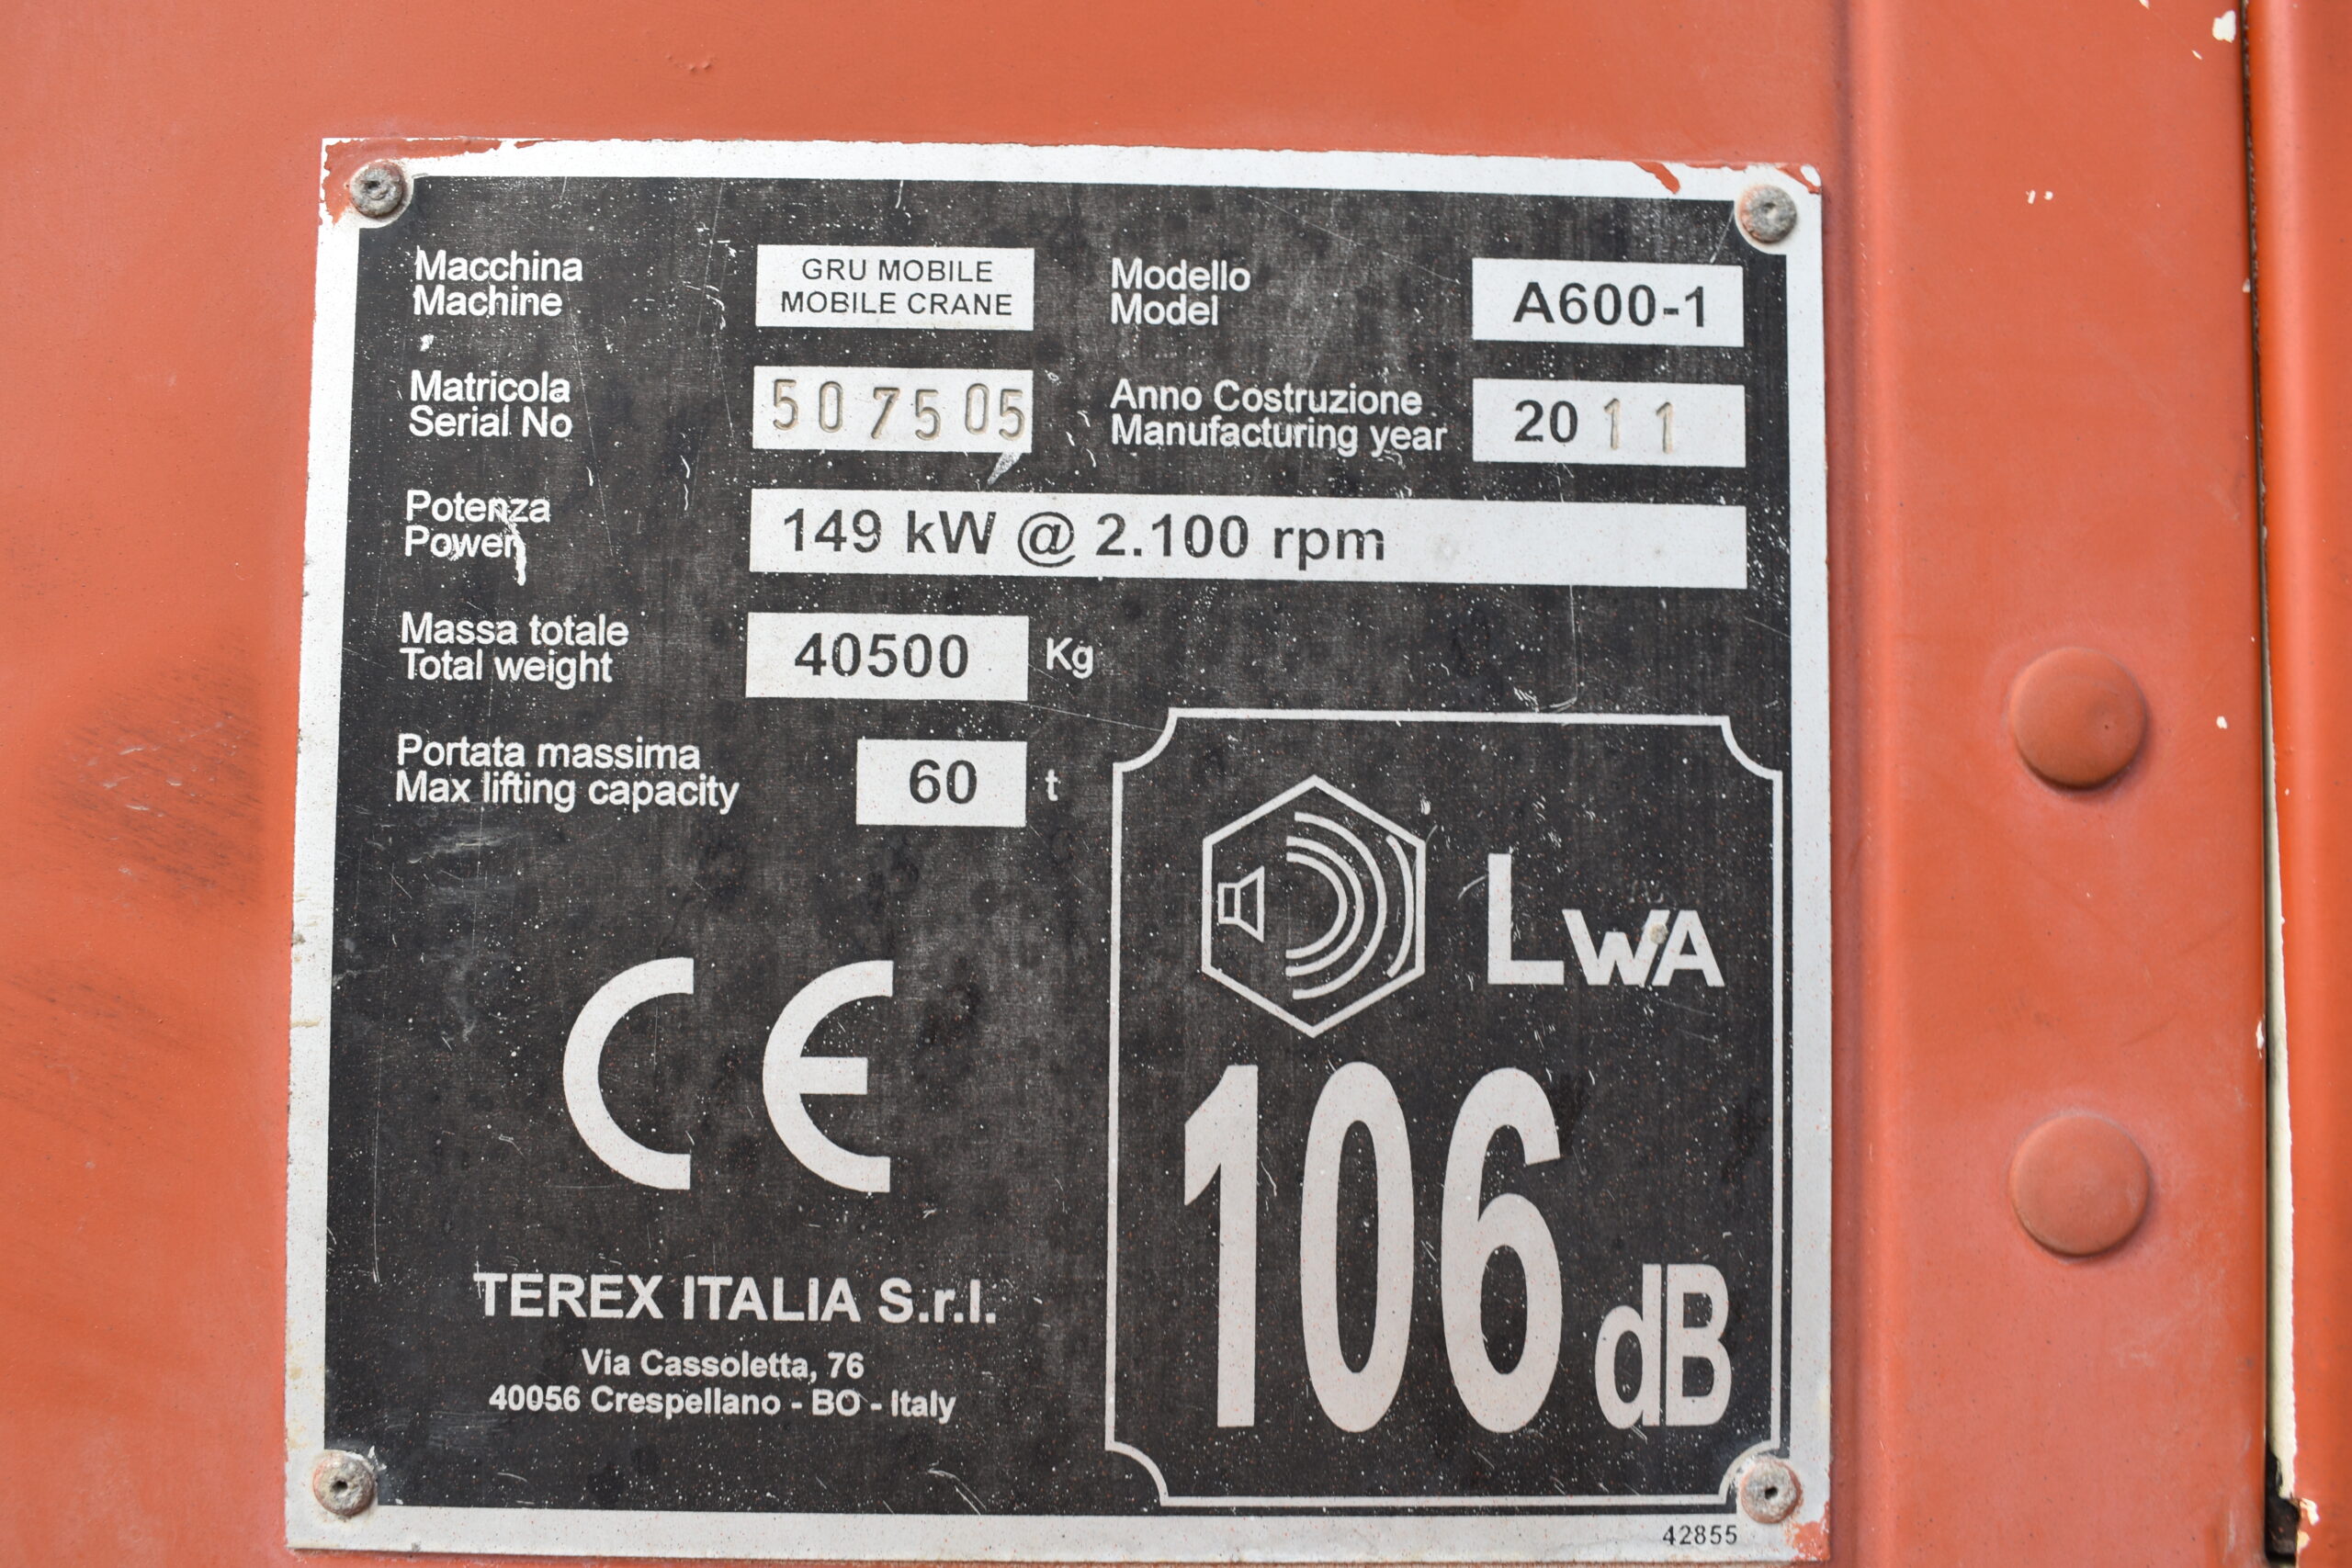 Macchina
Machine
GRU MOBILE
MOBILE CRANE
Modello
Model
A600-1
Matricola
Serial No
507505
Anno Costruzione
Manufacturing year
2011
Potenza
Power
149 kW @ 2.100 rpm
Massa totale
Total weight
40500 Kg
Portata massima
Max lifting capacity
60 t
LWA
106 dB
CE
TEREX ITALIA S.r.l.
Via Cassoletta, 76
40056 Crespellano - BO - Italy
42855